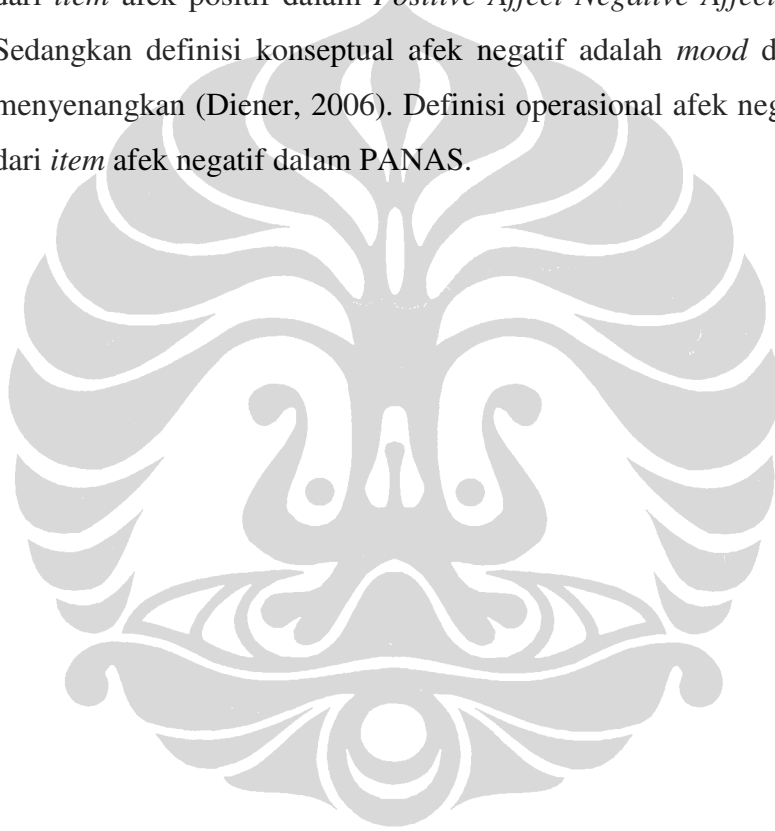 dari item afek positif dalam Positive Affect Negative Affect
Sedangkan definisi konseptual afek negatif adalah mood d
menyenangkan (Diener, 2006). Definisi operasional afek neg
dari item afek negatif dalam PANAS.